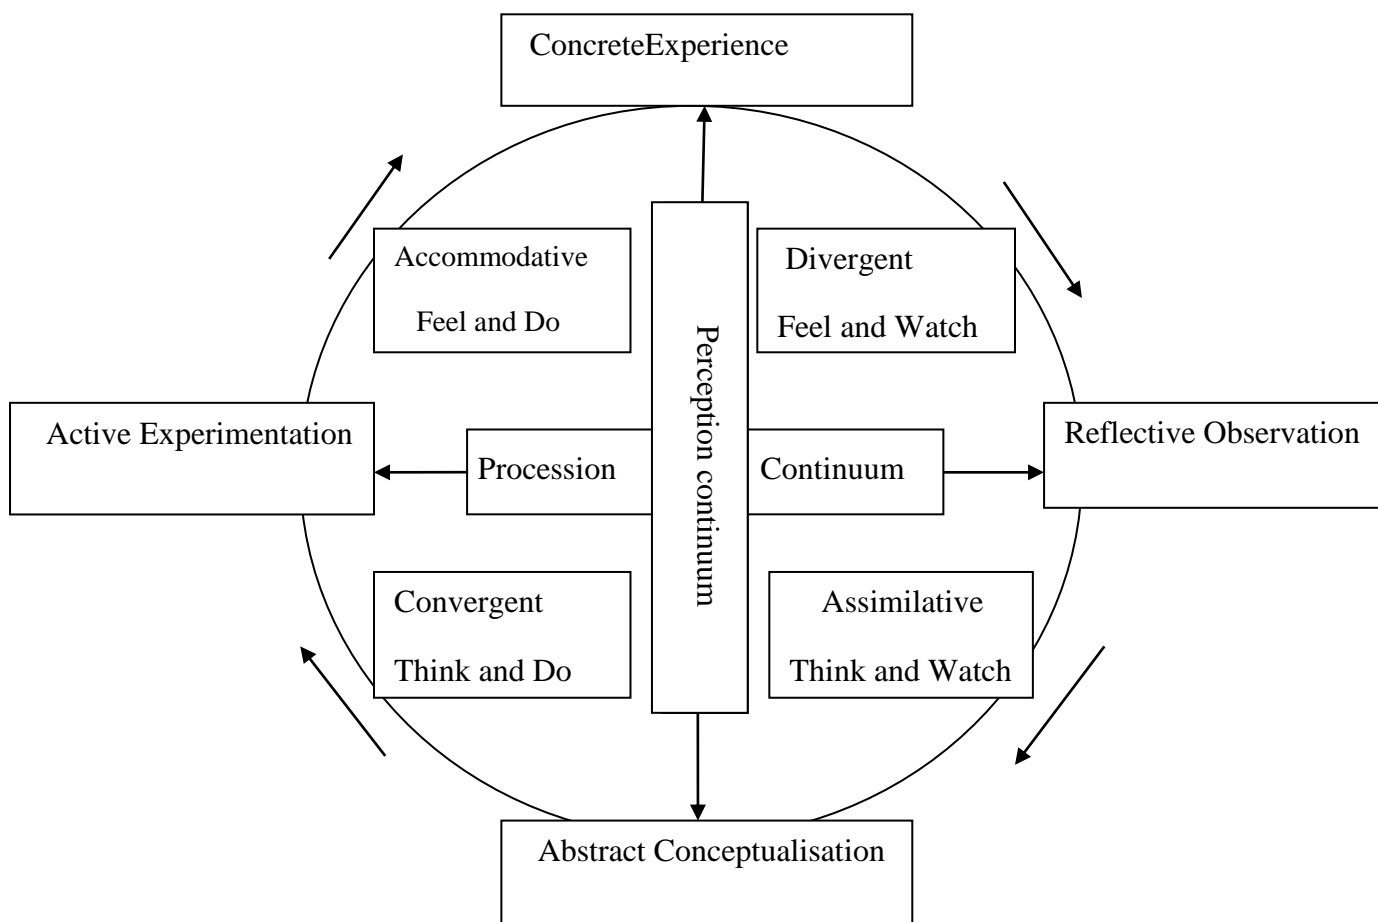 ConcreteExperience
Accommodative
Feel and Do
Divergent
Feel and Watch
Perception continuum
Active Experimentation
Procession
Continuum
Reflective Observation
Convergent
Think and Do
Assimilative
Think and Watch
Abstract Conceptualisation